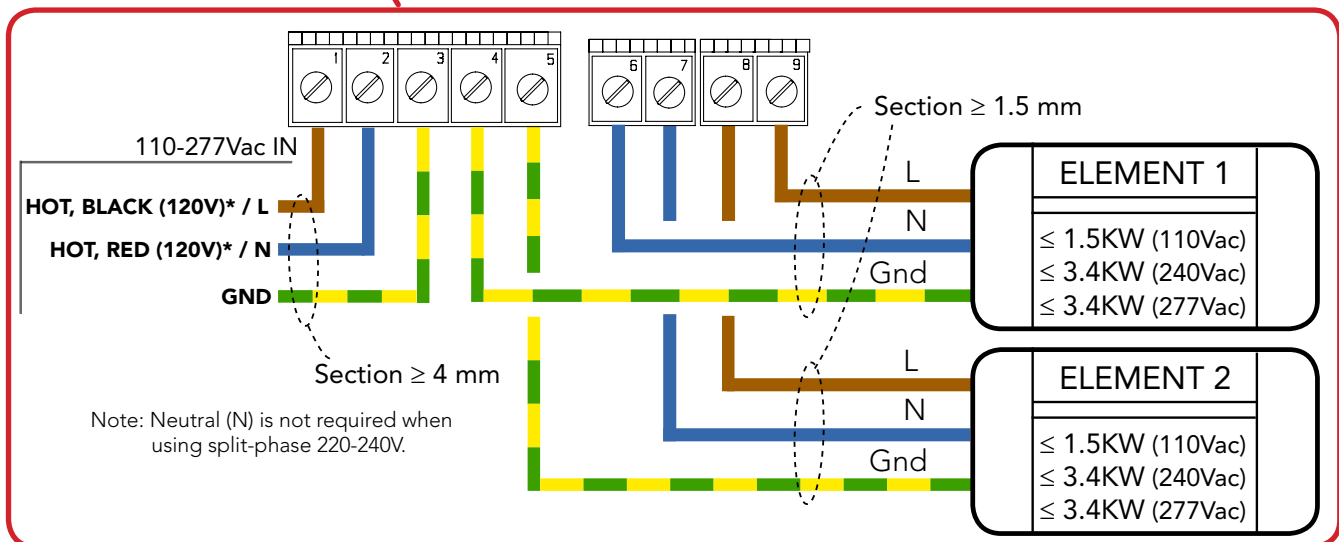 1 2 3 4 5 6 7 8 9
110-277Vac IN
HOT, BLACK (120V)* / L
HOT, RED (120V)* / N
GND
Section ≥ 4 mm
Note: Neutral (N) is not required when
using split-phase 220-240V.
Section ≥ 1.5 mm
L
N
Gnd
ELEMENT 1
≤ 1.5KW (110Vac)
≤ 3.4KW (240Vac)
≤ 3.4KW (277Vac)
L
N
Gnd
ELEMENT 2
≤ 1.5KW (110Vac)
≤ 3.4KW (240Vac)
≤ 3.4KW (277Vac)